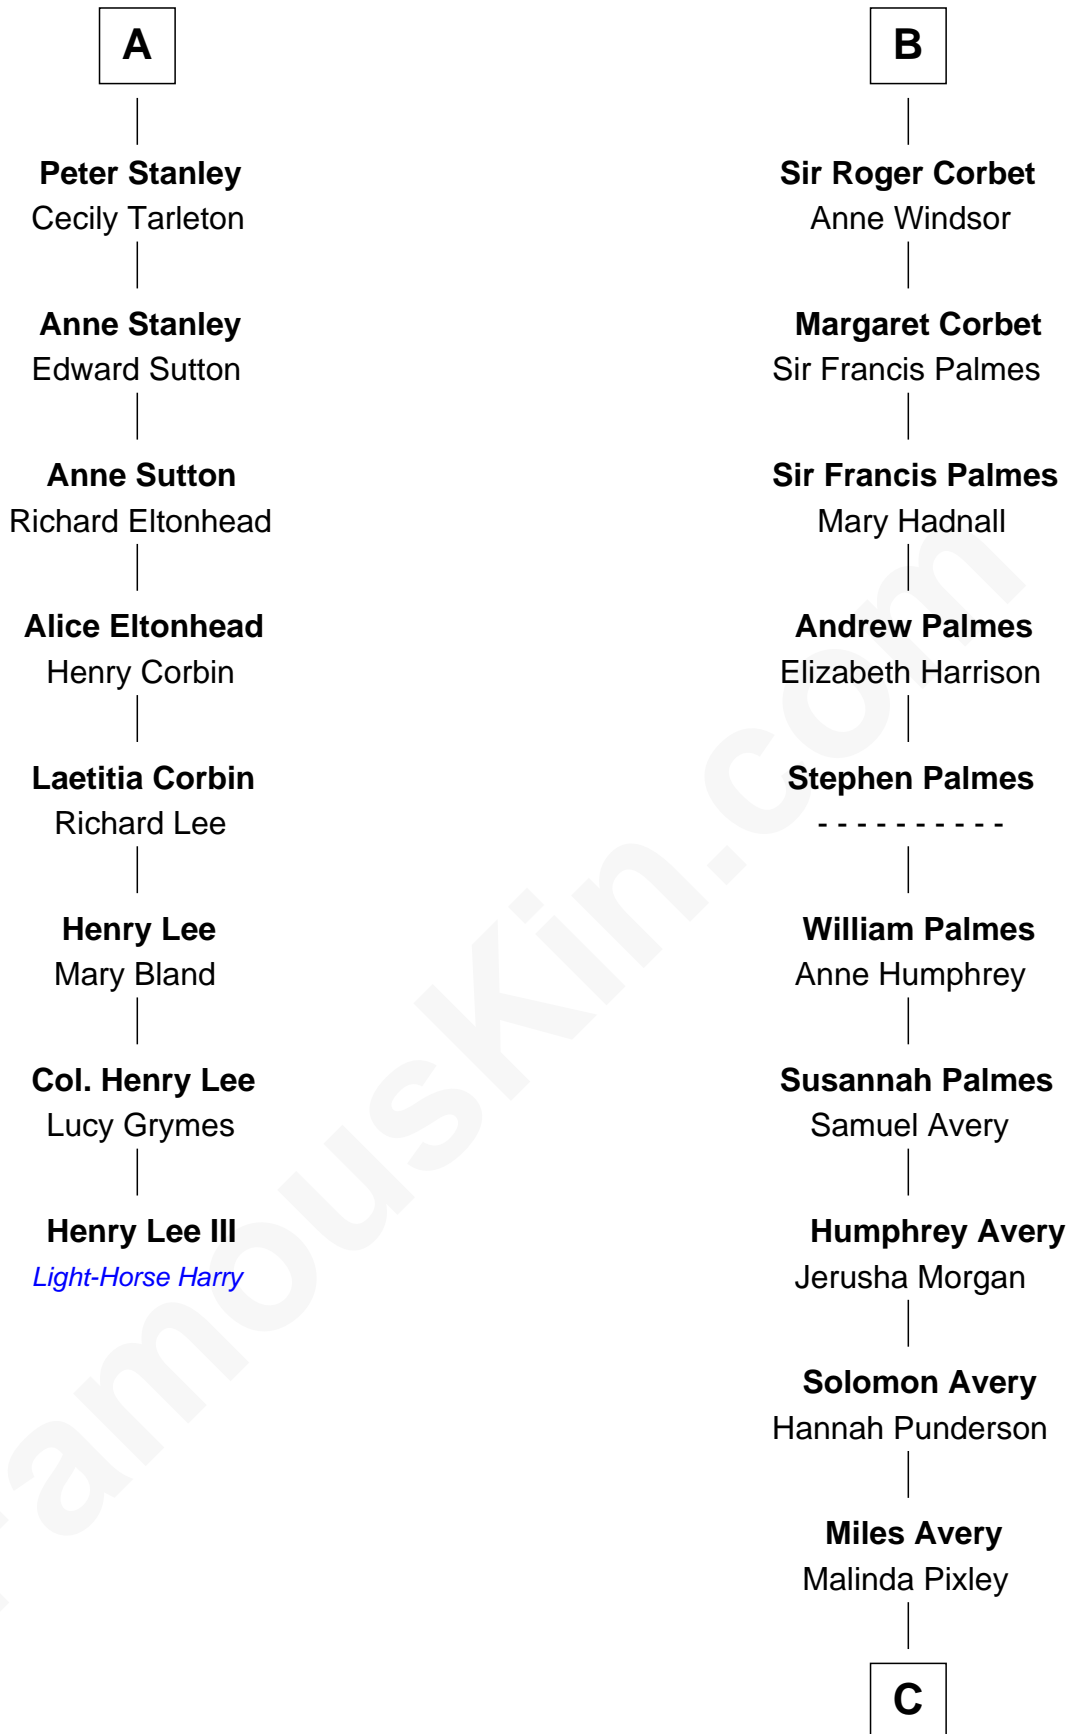 A
Peter Stanley
Cecily Tarleton
Anne Stanley
Edward Sutton
Anne Sutton
Richard Eltonhead
Alice Eltonhead
Henry Corbin
Laetitia Corbin
Richard Lee
Henry Lee
Mary Bland
Col. Henry Lee
Lucy Grymes
Henry Lee III
Light-Horse Harry
B
Sir Roger Corbet
Anne Windsor
Margaret Corbet
Sir Francis Palmes
Sir Francis Palmes
Mary Hadnall
Andrew Palmes
Elizabeth Harrison
Stephen Palmes
- - - - - - - - - -
William Palmes
Anne Humphrey
Susannah Palmes
Samuel Avery
Humphrey Avery
Jerusha Morgan
Solomon Avery
Hannah Punderson
Miles Avery
Malinda Pixley
C
FamousKin.com